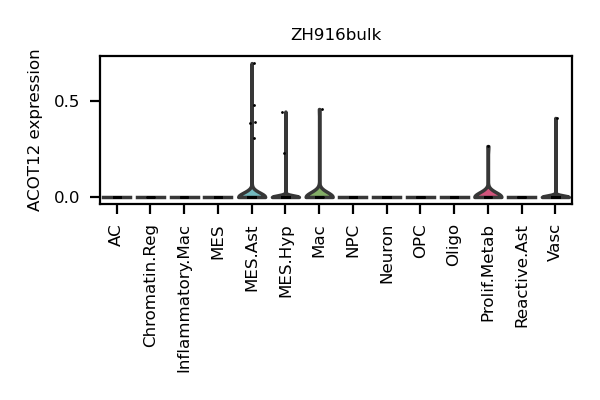 ZH916bulk
ACOT12 expression
0.5
0.0
AC
Chromatin.Reg
Inflammatory.Mac
MES
MES.Ast
MES.Hyp
Mac
NPC
Neuron
OPC
Oligo
Prolif.Metab
Reactive.Ast
Vasc